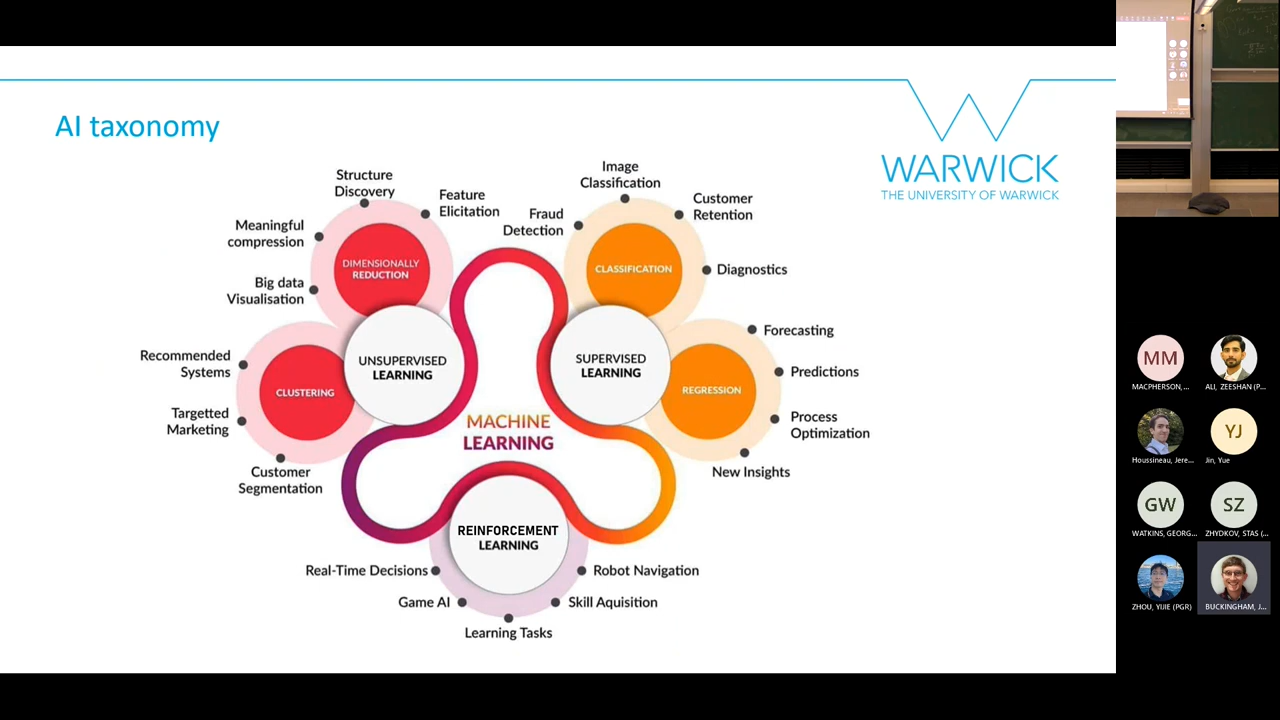 AI taxonomy
WARWICK
THE UNIVERSITY OF WARWICK
Structure
Discovery
Feature
Elicitation
Meaningful
compression
Big data
Visualisation
DIMENSIONALLY
REDUCTION
Recommended
Systems
Targetted
Marketing
Customer
Segmentation
CLUSTERING
UNSUPERVISED
LEARNING
Image
Classification
Fraud
Detection
Customer
Retention
Diagnostics
CLASSIFICATION
SUPERVISED
LEARNING
Forecasting
Predictions
Process
Optimization
New Insights
REGRESSION
MACHINE
LEARNING
REINFORCEMENT
LEARNING
Real-Time Decisions
Game AI
Learning Tasks
Skill Aquisition
Robot Navigation
MM
MACPHERSON,...
ALI, ZEESHAN (P...
Houssineau, Jere...
YJ
Jin, Yue
GW
WATKINS, GEORG...
SZ
ZHYDKOV, STAS (...
ZHOU, YIJIE (PGR)
BUCKINGHAM, J...